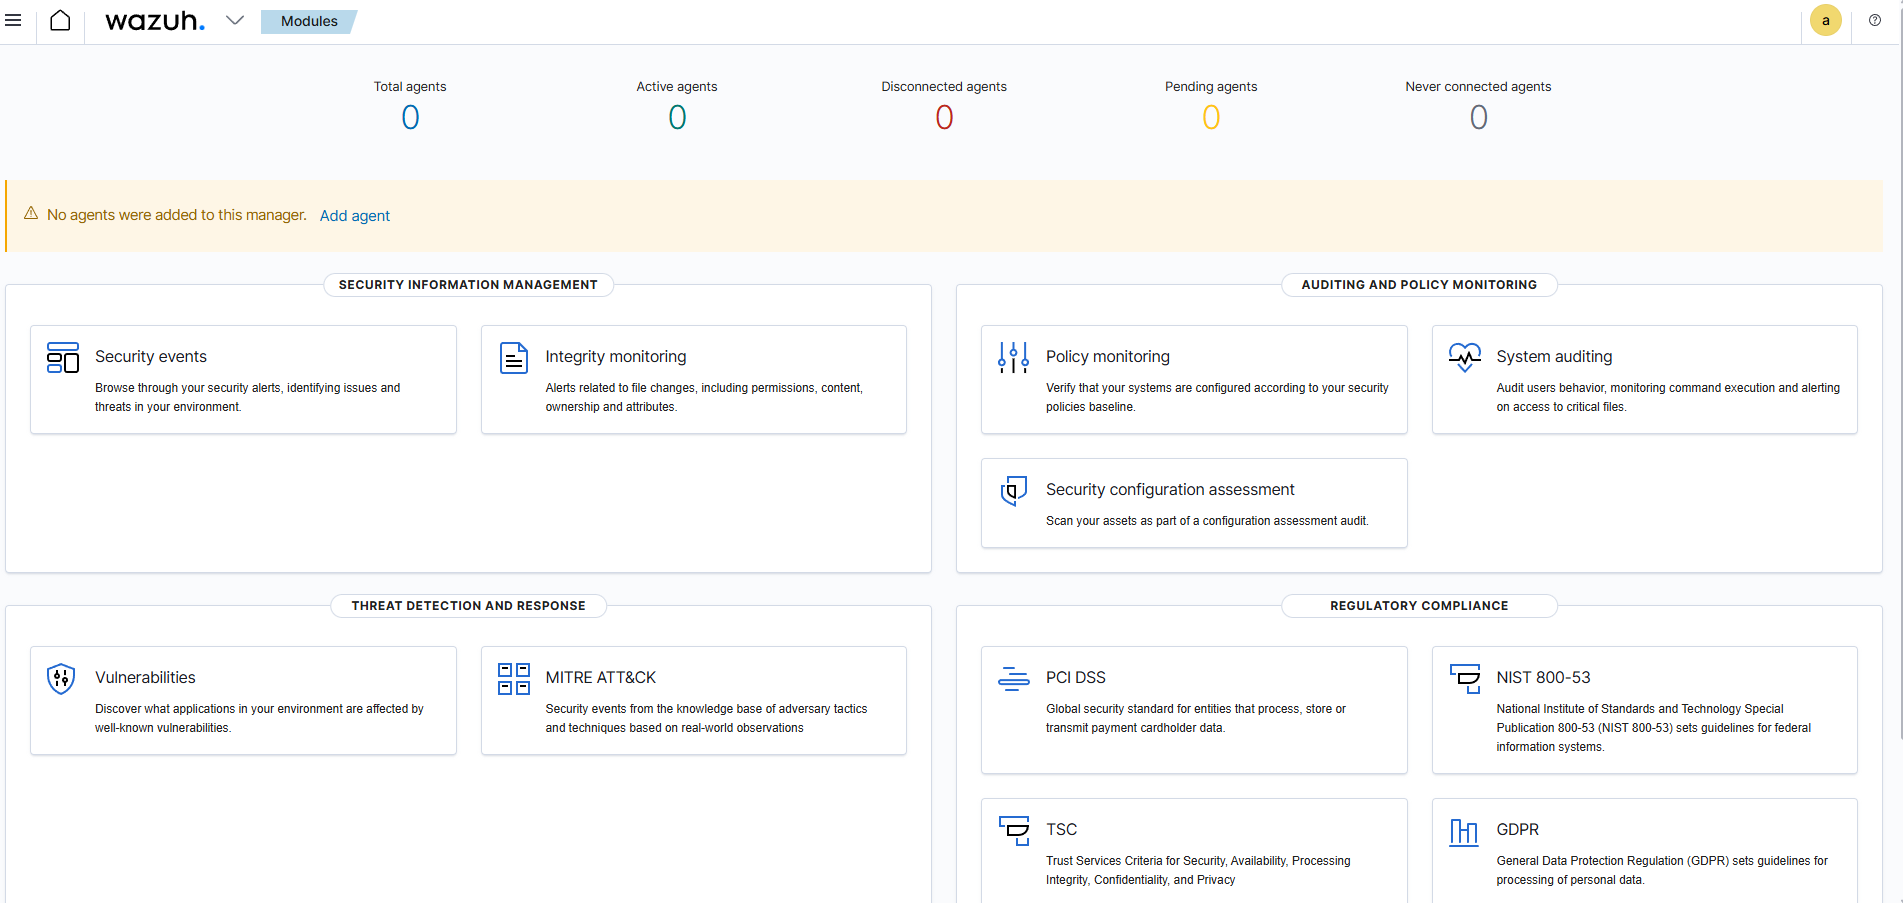 wazuh.
Modules
a
Total agents
0
Active agents
0
Disconnected agents
0
Pending agents
0
Never connected agents
0
No agents were added to this manager. Add agent
SECURITY INFORMATION MANAGEMENT
Security events
Browse through your security alerts, identifying issues and
threats in your environment.
Integrity monitoring
Alerts related to file changes, including permissions, content,
ownership and attributes.
AUDITING AND POLICY MONITORING
Policy monitoring
Verify that your systems are configured according to your security
policies baseline.
System auditing
Audit users behavior, monitoring command execution and alerting
on access to critical files.
Security configuration assessment
Scan your assets as part of a configuration assessment audit.
THREAT DETECTION AND RESPONSE
Vulnerabilities
Discover what applications in your environment are affected by
well-known vulnerabilities.
MITRE ATT&CK
Security events from the knowledge base of adversary tactics
and techniques based on real-world observations
REGULATORY COMPLIANCE
PCI DSS
Global security standard for entities that process, store or
transmit payment cardholder data.
NIST 800-53
National Institute of Standards and Technology Special
Publication 800-53 (NIST 800-53) sets guidelines for federal
information systems.
TSC
Trust Services Criteria for Security, Availability, Processing
Integrity, Confidentiality, and Privacy
GDPR
General Data Protection Regulation (GDPR) sets guidelines for
processing of personal data.